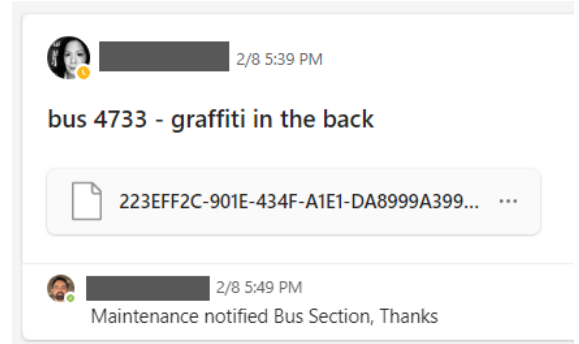 2/8 5:39 PM
bus 4733 - graffiti in the back
223EFF2C-901E-434F-A1E1-DA8999A399...
2/8 5:49 PM
Maintenance notified Bus Section, Thanks